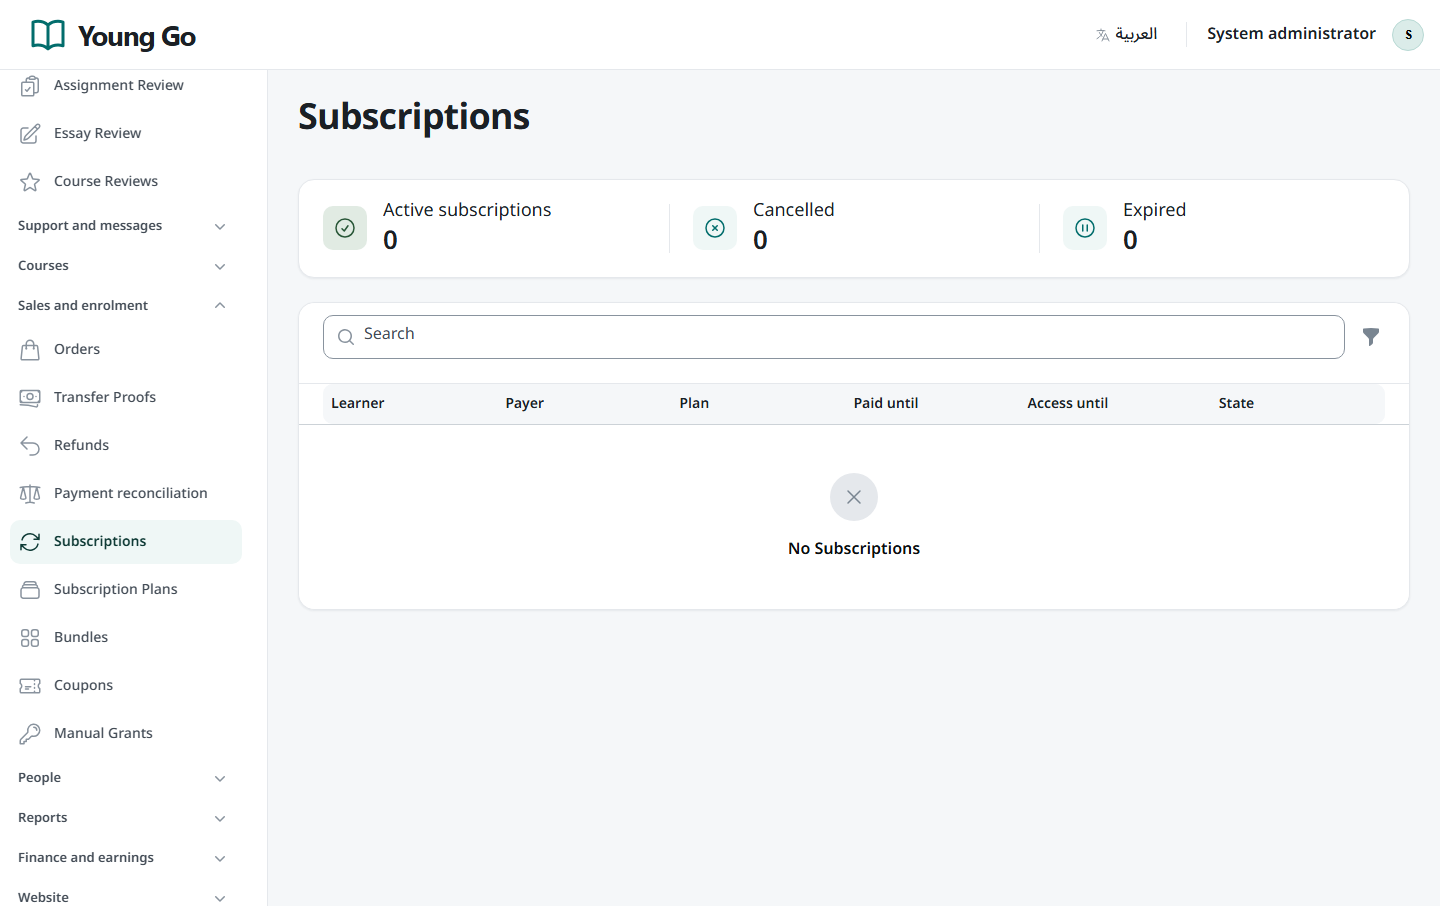 Young Go
العربية
System administrator
S
Assignment Review
Essay Review
Course Reviews
Support and messages
Courses
Sales and enrolment
Orders
Transfer Proofs
Refunds
Payment reconciliation
Subscriptions
Subscription Plans
Bundles
Coupons
Manual Grants
People
Reports
Finance and earnings
Website
Subscriptions
Active subscriptions
0
Cancelled
0
Expired
0
Search
Learner Payer Plan Paid until Access until State
No Subscriptions